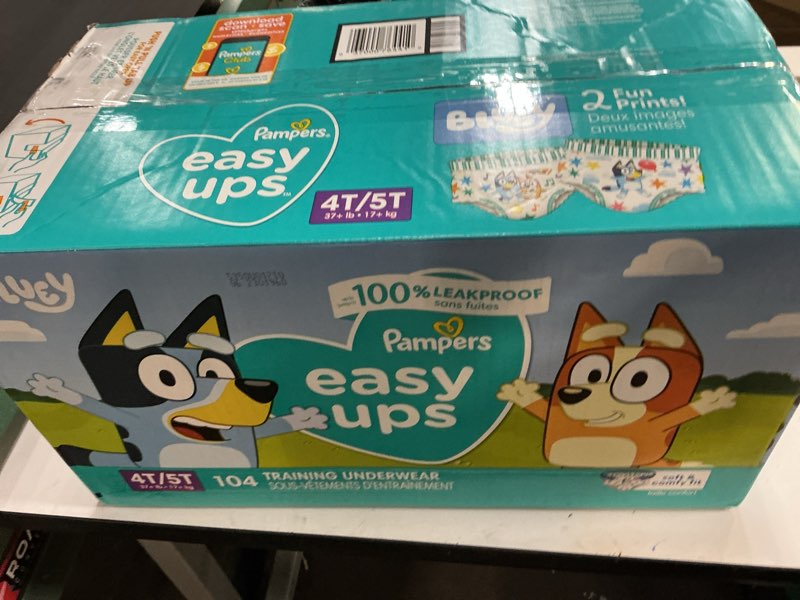 download
scan • save
Pampers
Club
Pampers
easy
ups
4T/5T
37+ lb • 17+ kg
2 Fun
Prints!
Deux images
amusantes!
100% LEAKPROOF
sans fuites
Pampers
easy
ups
4T/5T
104 TRAINING UNDERWEAR
SOUS-VÊTEMENTS D'ENTRAÎNEMENT
soft &
comfy fit